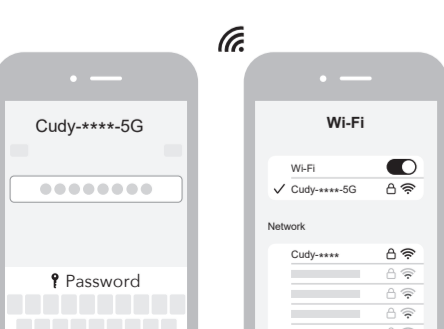 Cudy-****-5G
Password
Wi-Fi
Wi-Fi
Cudy-****-5G
Network
Cudy-****